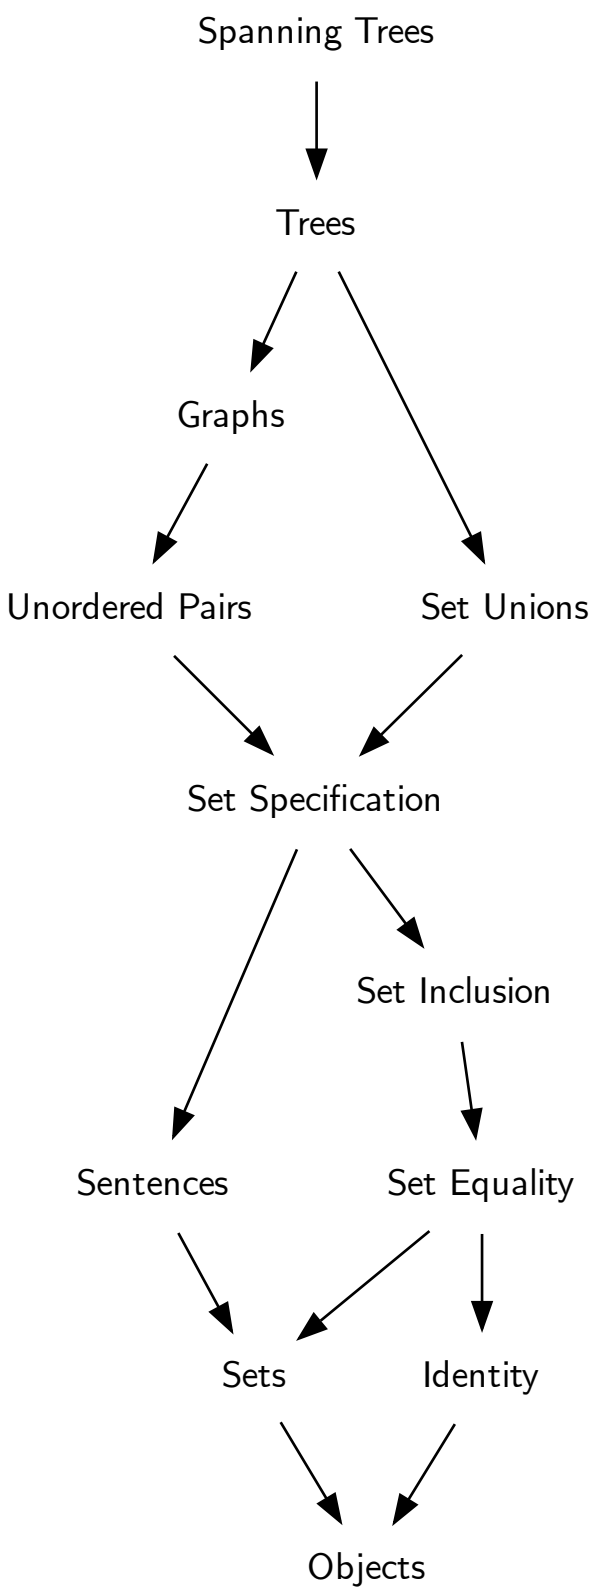 Spanning Trees
Trees
Graphs
Unordered Pairs
Set Unions
Set Specification
Set Inclusion
Sentences
Set Equality
Sets
Identity
Objects